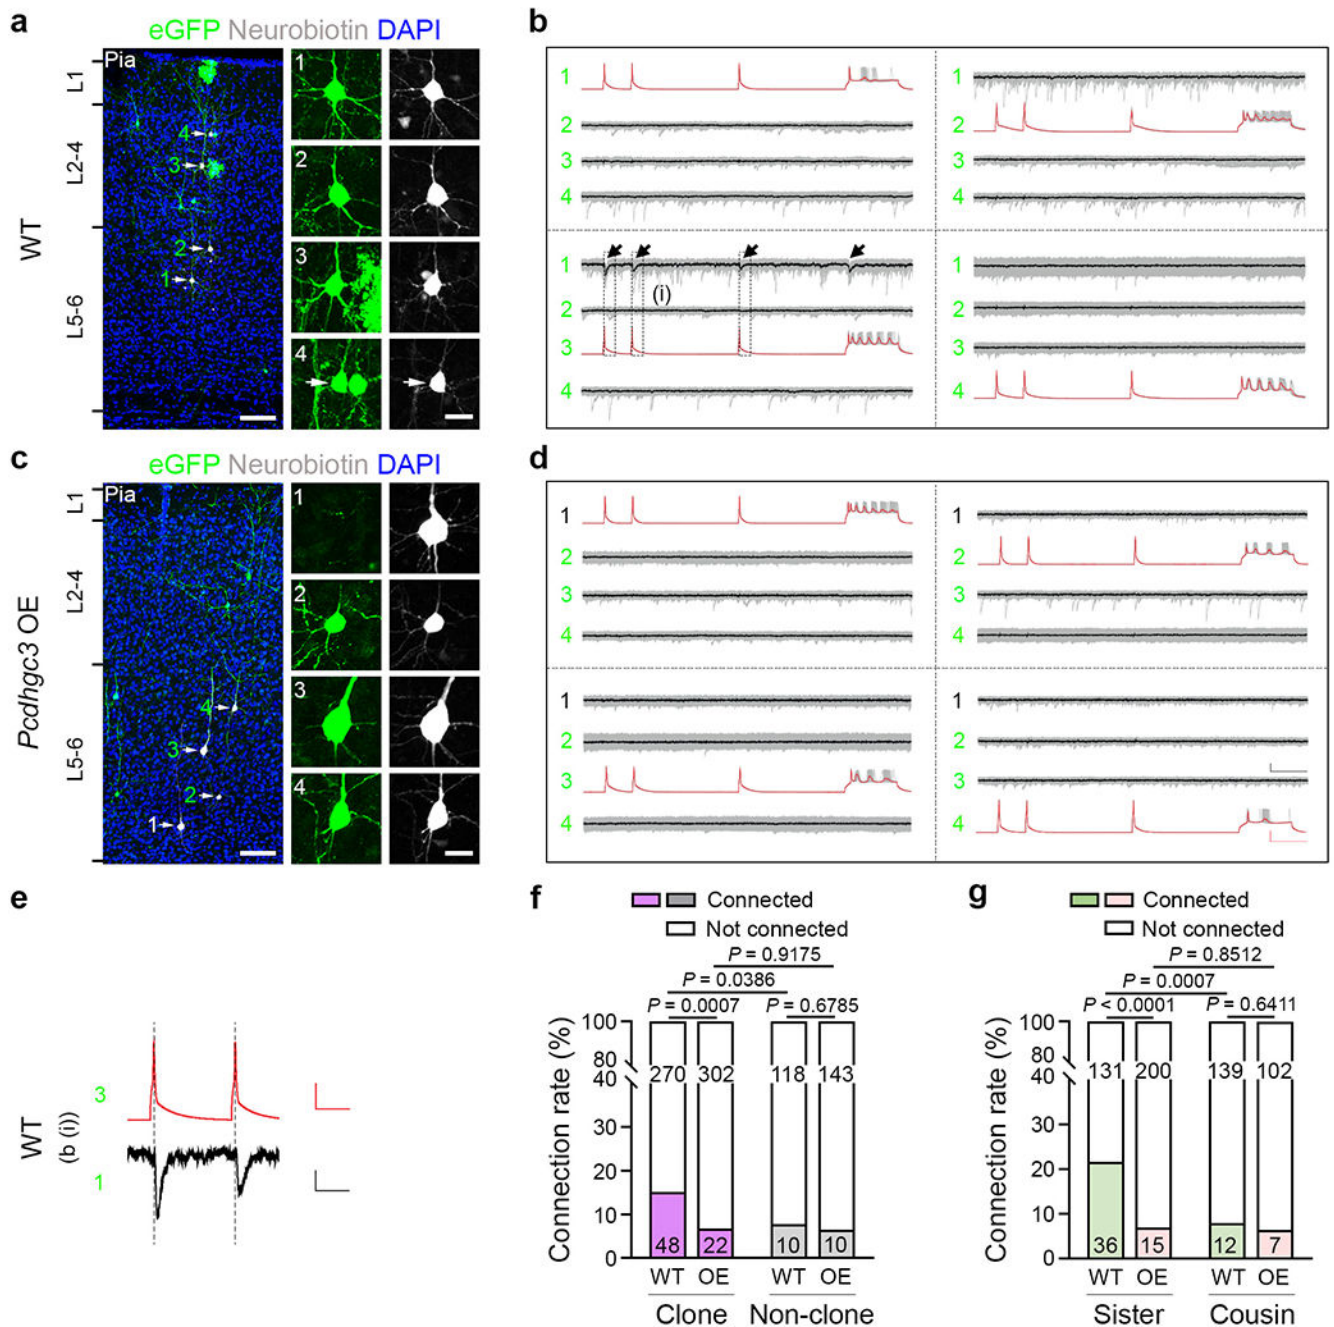 a
eGFP Neurobiotin DAPI
WT
L1
L2-4
L5-6
Pia
4
3
2
1
1
2
3
4
b
1
2
3
4
1
2
3
4
1
(i)
2
3
4
1
2
3
4
c
eGFP Neurobiotin DAPI
Pcdhgc3 OE
L1
L2-4
L5-6
Pia
4
3
2
1
1
2
3
4
d
1
2
3
4
1
2
3
4
1
2
3
4
1
2
3
4
e
WT
(b (i))
3
1
f
Connected
Not connected
P = 0.9175
P = 0.0386
P = 0.0007 P = 0.6785
Connection rate (%)
100
80
40
30
20
10
0
270 302 118 143
48 22 10 10
WT OE WT OE
Clone Non-clone
g
Connected
Not connected
P = 0.8512
P = 0.0007
P < 0.0001 P = 0.6411
Connection rate (%)
100
80
40
30
20
10
0
131 200 139 102
36 15 12 7
WT OE WT OE
Sister Cousin